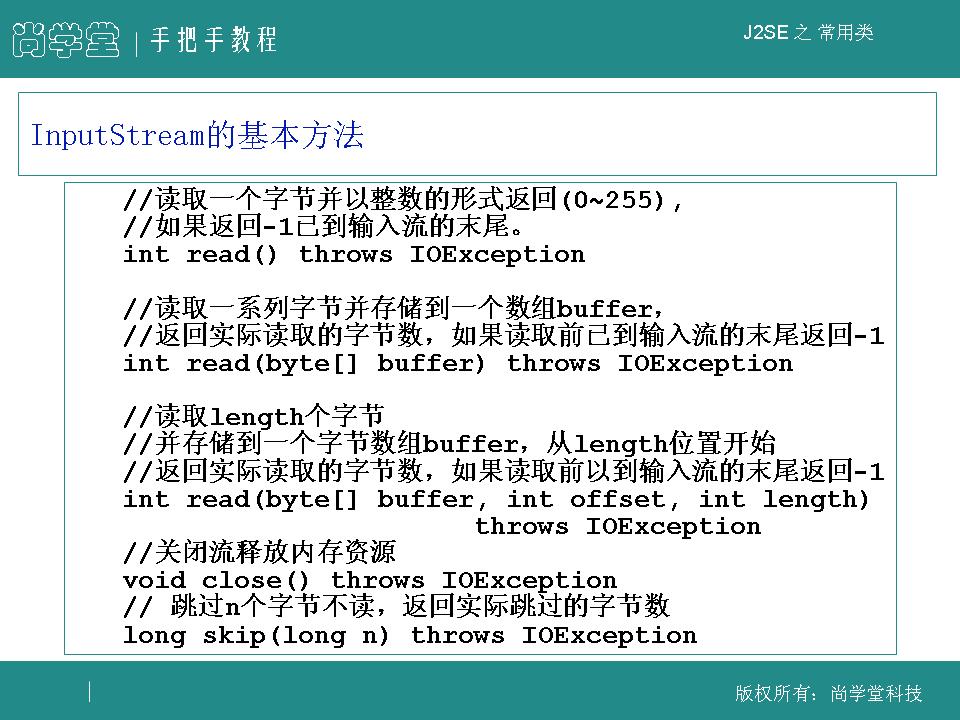 尚学堂 | 手把手教程
J2SE 之 常用类
InputStream的基本方法
//读取一个字节并以整数的形式返回(0~255),
//如果返回-1已到输入流的末尾。
int read() throws IOException
//读取一系列字节并存储到一个数组buffer，
//返回实际读取的字节数，如果读取前已到输入流的末尾返回-1
int read(byte[] buffer) throws IOException
//读取length个字节
//并存储到一个字节数组buffer，从length位置开始
//返回实际读取的字节数，如果读取前以到输入流的末尾返回-1
int read(byte[] buffer, int offset, int length)
throws IOException
//关闭流释放内存资源
void close() throws IOException
// 跳过n个字节不读，返回实际跳过的字节数
long skip(long n) throws IOException
版权所有：尚学堂科技